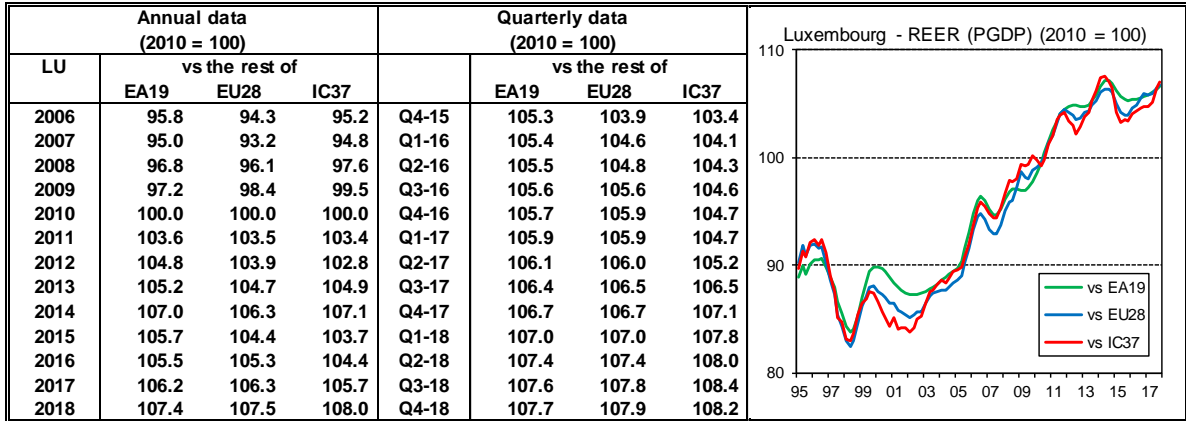 Annual data Quarterly data
(2010 = 100) (2010 = 100)
LU vs the rest of vs the rest of
EA19 EU28 IC37 EA19 EU28 IC37
2006 95.8 94.3 95.2 Q4-15 105.3 103.9 103.4
2007 95.0 93.2 94.8 Q1-16 105.4 104.6 104.1
2008 96.8 96.1 97.6 Q2-16 105.5 104.8 104.3
2009 97.2 98.4 99.5 Q3-16 105.6 105.6 104.6
2010 100.0 100.0 100.0 Q4-16 105.7 105.9 104.7
2011 103.6 103.5 103.4 Q1-17 105.9 105.9 104.7
2012 104.8 103.9 102.8 Q2-17 106.1 106.0 105.2
2013 105.2 104.7 104.9 Q3-17 106.4 106.5 106.5
2014 107.0 106.3 107.1 Q4-17 106.7 106.7 107.1
2015 105.7 104.4 103.7 Q1-18 107.0 107.0 107.8
2016 105.5 105.3 104.4 Q2-18 107.4 107.4 108.0
2017 106.2 106.3 105.7 Q3-18 107.6 107.8 108.4
2018 107.4 107.5 108.0 Q4-18 107.7 107.9 108.2
Luxembourg - REER (PGDP) (2010 = 100)
110
100
90
80
vs EA19
vs EU28
vs IC37
95 97 99 01 03 05 07 09 11 13 15 17